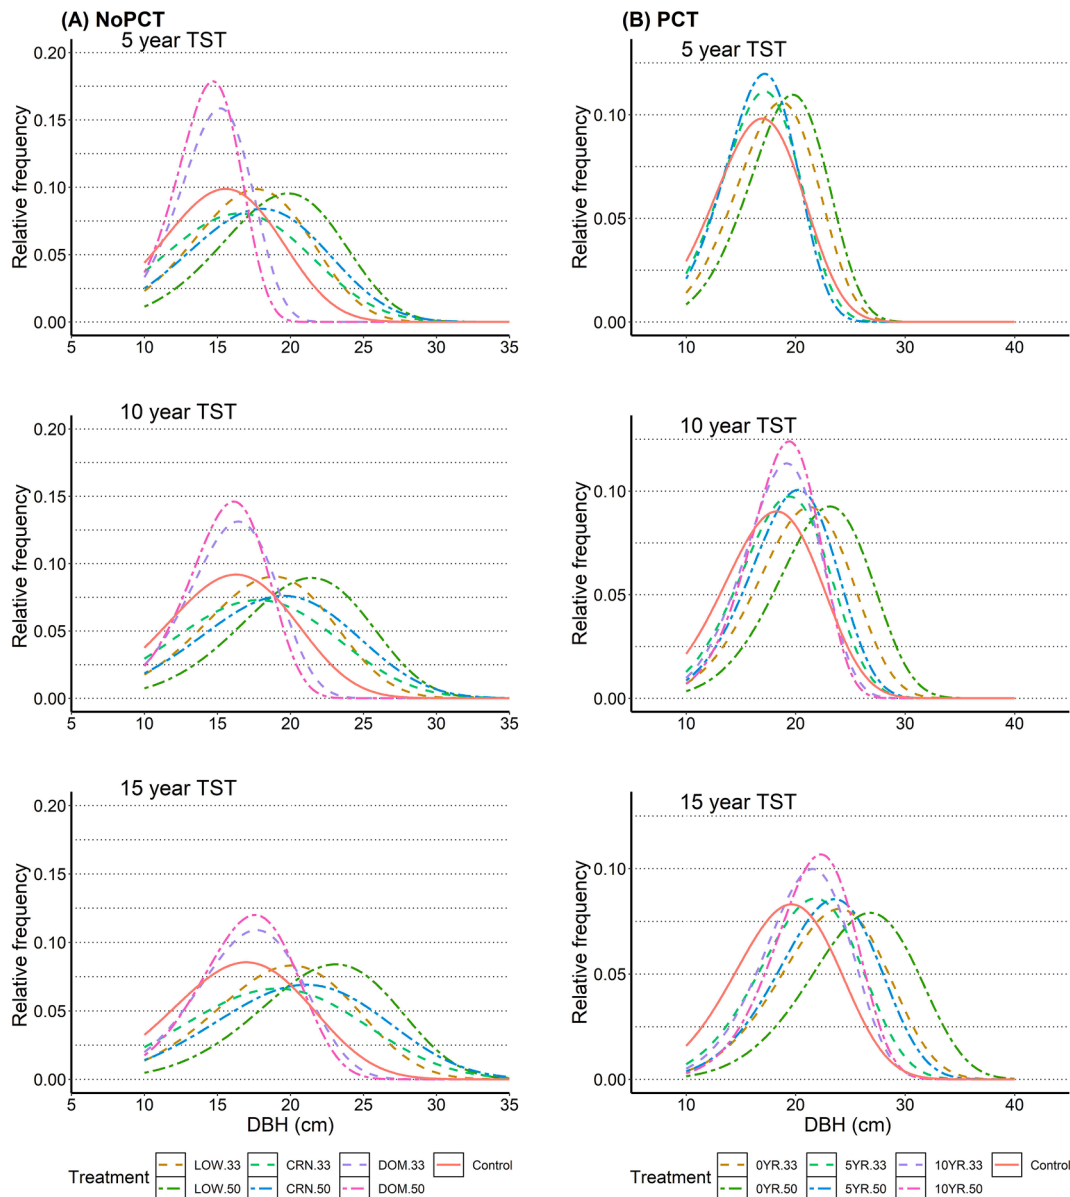 (A) NoPCT
5 year TST
0.20
0.15
0.10
0.05
0.00
Relative frequency
5 10 15 20 25 30 35
10 year TST
0.20
0.15
0.10
0.05
0.00
Relative frequency
5 10 15 20 25 30 35
15 year TST
0.20
0.15
0.10
0.05
0.00
Relative frequency
5 10 15 20 25 30 35
DBH (cm)
Treatment
LOW.33 CRN.33 DOM.33 Control
LOW.50 CRN.50 DOM.50
(B) PCT
5 year TST
0.10
0.05
0.00
Relative frequency
10 20 30 40
10 year TST
0.10
0.05
0.00
Relative frequency
10 20 30 40
15 year TST
0.10
0.05
0.00
Relative frequency
10 20 30 40
DBH (cm)
Treatment
0YR.33 5YR.33 10YR.33 Control
0YR.50 5YR.50 10YR.50